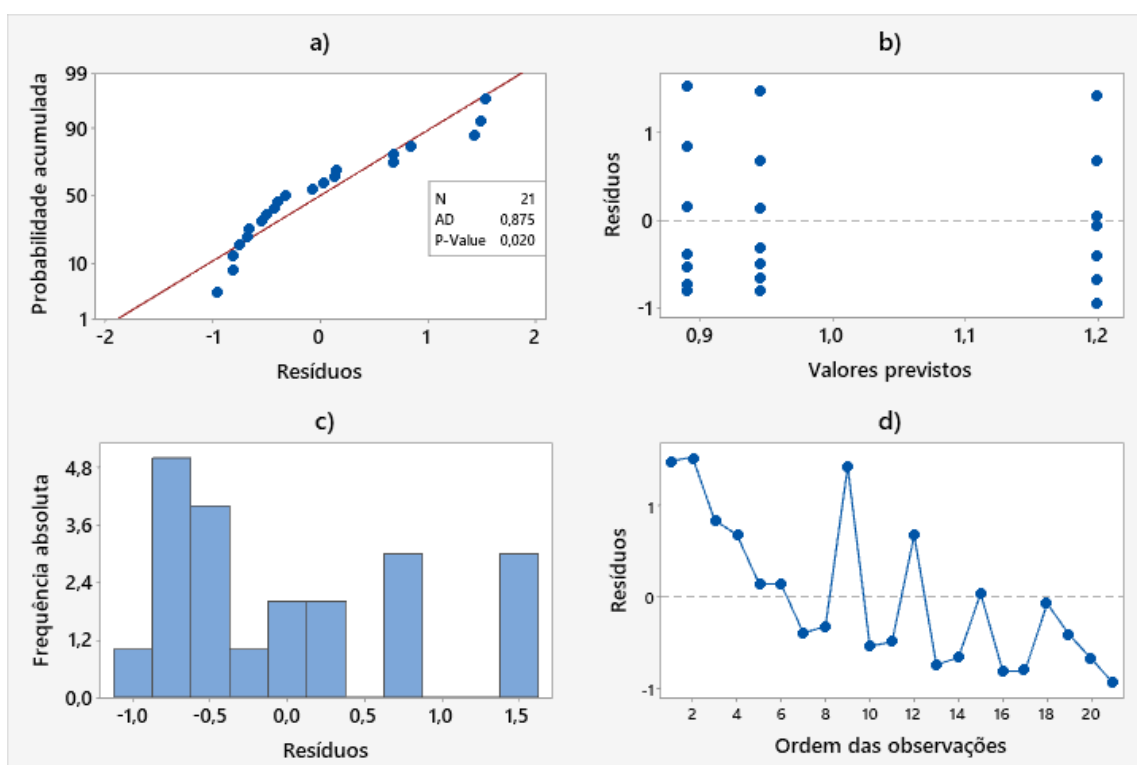 a)
Probabilidade acumulada
99
90
50
10
1
N 21
AD 0,875
P-Value 0,020
-2 -1 0 1 2
Resíduos
b)
Resíduos
1
0
-1
0,9 1,0 1,1 1,2
Valores previstos
c)
Frequência absoluta
4,8
3,6
2,4
1,2
0,0
-1,0 -0,5 0,0 0,5 1,0 1,5
Resíduos
d)
Resíduos
1
0
-1
2 4 6 8 10 12 14 16 18 20
Ordem das observações